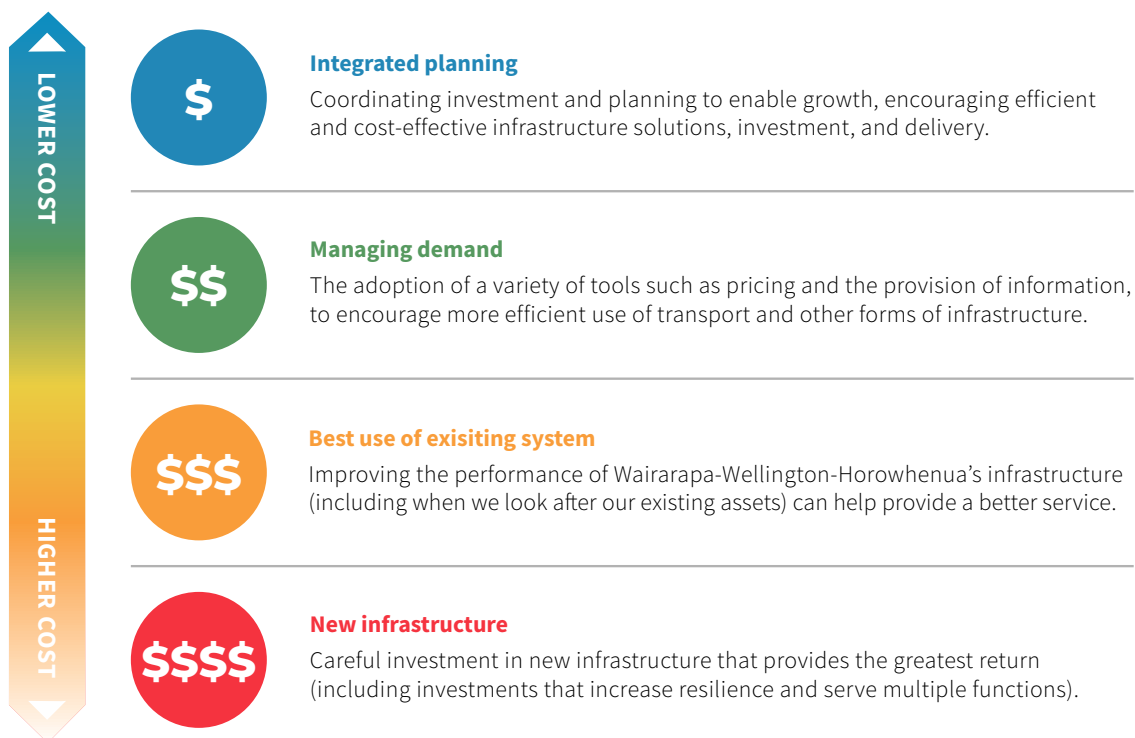 LOWER COST
$
Integrated planning
Coordinating investment and planning to enable growth, encouraging efficient
and cost-effective infrastructure solutions, investment, and delivery.
$$
Managing demand
The adoption of a variety of tools such as pricing and the provision of information,
to encourage more efficient use of transport and other forms of infrastructure.
$$$
Best use of exisiting system
Improving the performance of Wairarapa-Wellington-Horowhenua’s infrastructure
(including when we look after our existing assets) can help provide a better service.
HIGHER COST
$$$$
New infrastructure
Careful investment in new infrastructure that provides the greatest return
(including investments that increase resilience and serve multiple functions).